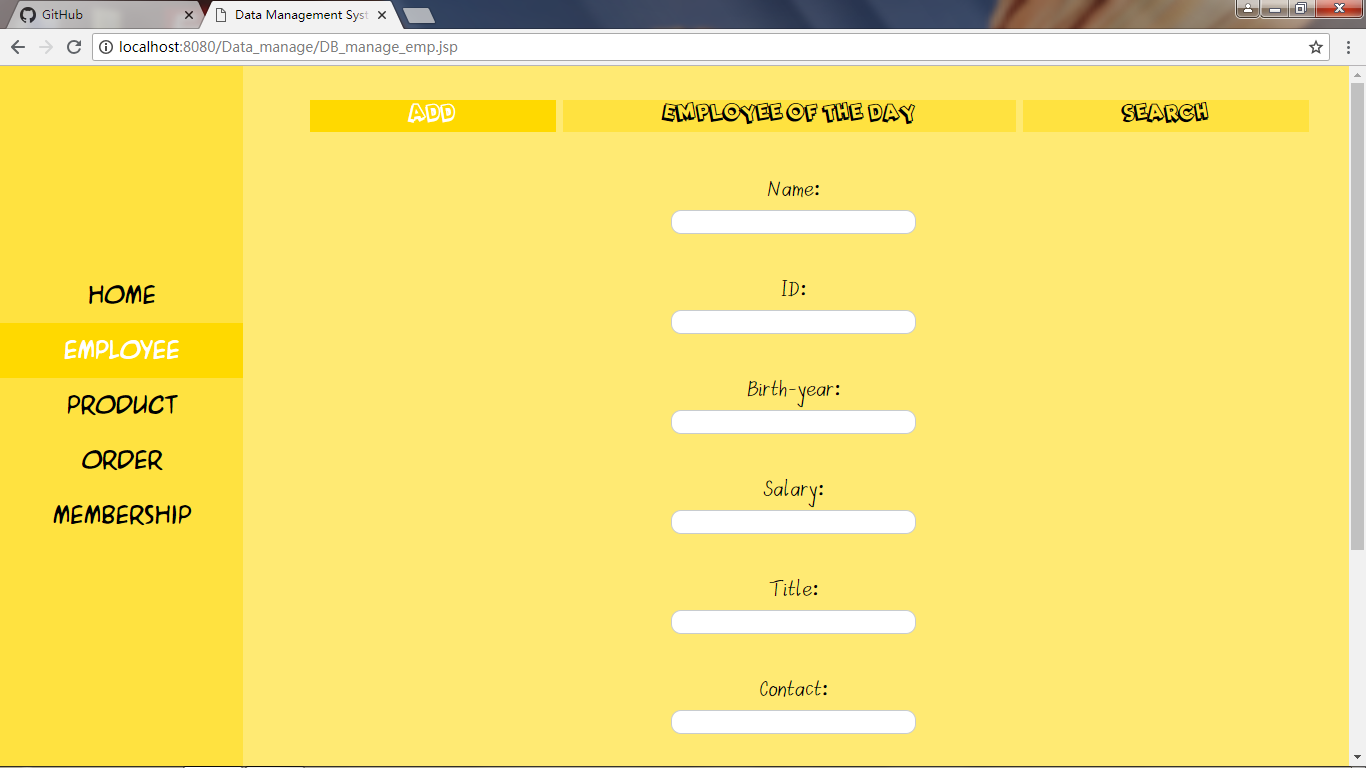 GitHub
Data Management Syst
localhost:8080/Data_manage/DB_manage_emp.jsp
ADD
EMPLOYEE OF THE DAY
SEARCH
HOME
EMPLOYEE
PRODUCT
ORDER
MEMBERSHIP
Name:
ID:
Birth-year:
Salary:
Title:
Contact: